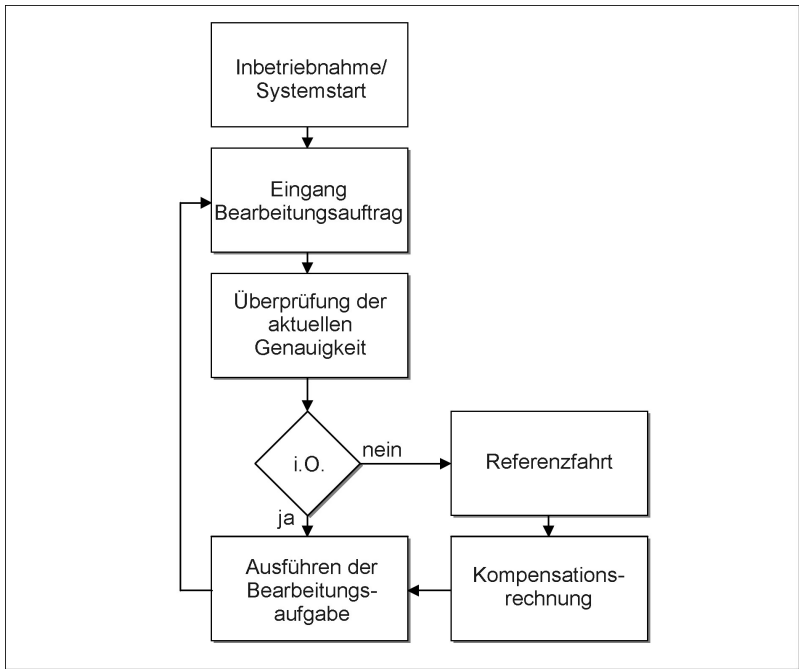 Inbetriebnahme/
Systemstart
Eingang
Bearbeitungsauftrag
Überprüfung der
aktuellen
Genauigkeit
i.O.
nein
Referenzfahrt
ja
Ausführen der
Bearbeitungs-
aufgabe
Kompensations-
rechnung